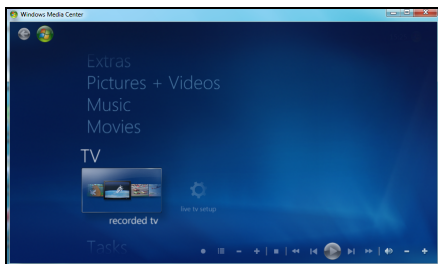 Windows Media Center
Extras
Pictures + Videos
Music
Movies
TV
recorded tv
live tv setup
Tasks